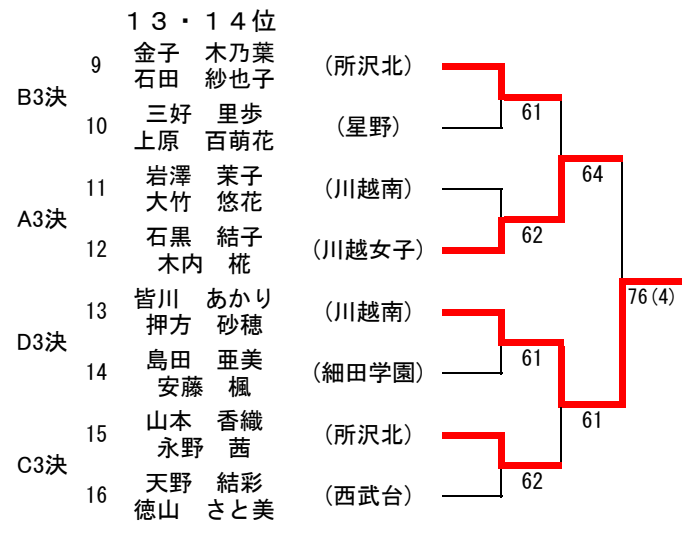 １３・１４位
B3決
9 金子 木乃葉 (所沢北)
石田 紗也子
10 三好 里歩 (星野)
上原 百萌花
61
A3決
11 岩澤 茉子 (川越南)
大竹 悠花
12 石黒 結子 (川越女子)
木内 椛
62
64
D3決
13 皆川 あかり (川越南)
押方 砂穂
14 島田 亜美 (細田学園)
安藤 楓
61
C3決
15 山本 香織 (所沢北)
永野 茜
16 天野 結彩 (西武台)
徳山 さと美
62
61
76(4)